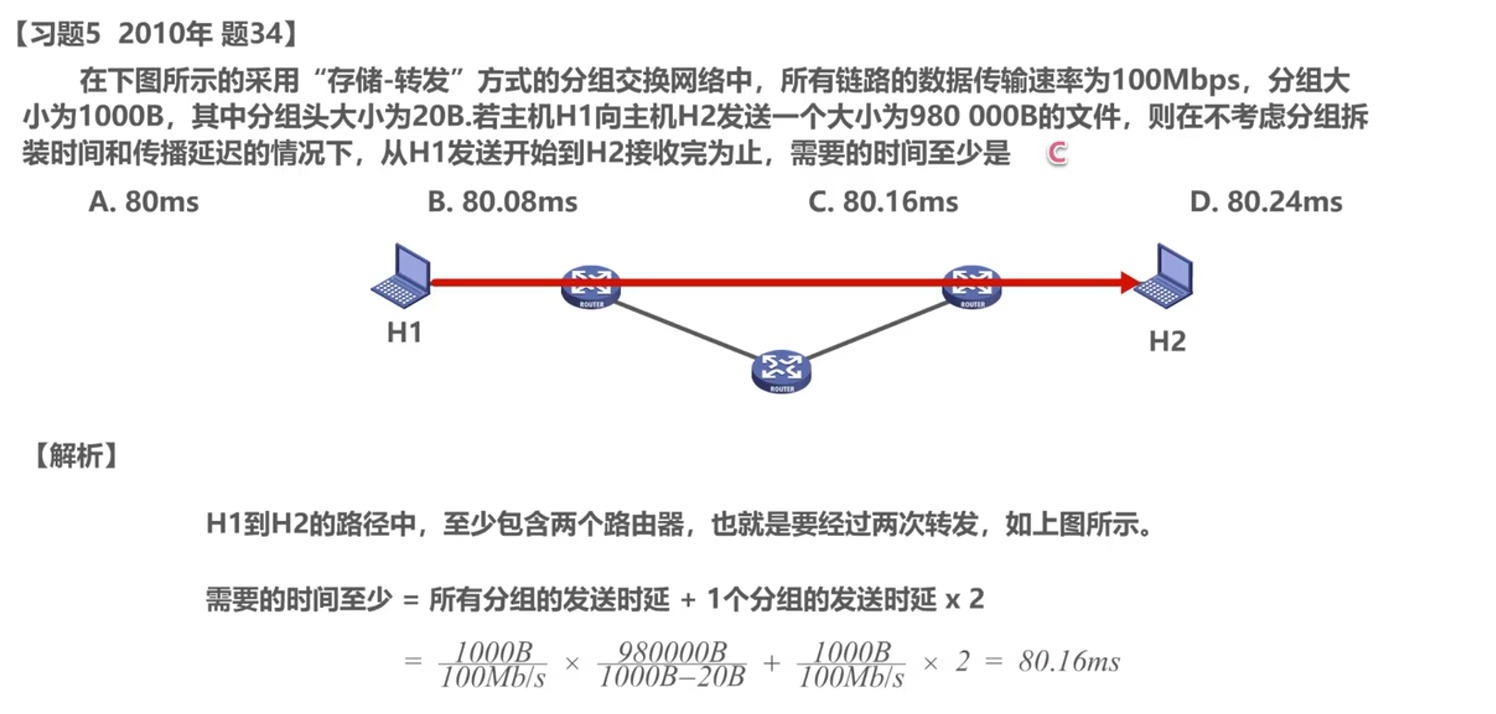 【习题5 2010年 题34】
在下图所示的采用“存储-转发”方式的分组交换网络中，所有链路的数据传输速率为100Mbps，分组大
小为1000B，其中分组头大小为20B.若主机H1向主机H2发送一个大小为980 000B的文件，则在不考虑分组拆
装时间和传播延迟的情况下，从H1发送开始到H2接收完为止，需要的时间至少是 C
A. 80ms B. 80.08ms C. 80.16ms D. 80.24ms
ROUTER ROUTER
H1 H2
ROUTER
【解析】
H1到H2的路径中，至少包含两个路由器，也就是要经过两次转发，如上图所示。
需要的时间至少 = 所有分组的发送时延 + 1个分组的发送时延 x 2
= 1000B/100Mb/s × 980000B/1000B−20B + 1000B/100Mb/s × 2 = 80.16ms